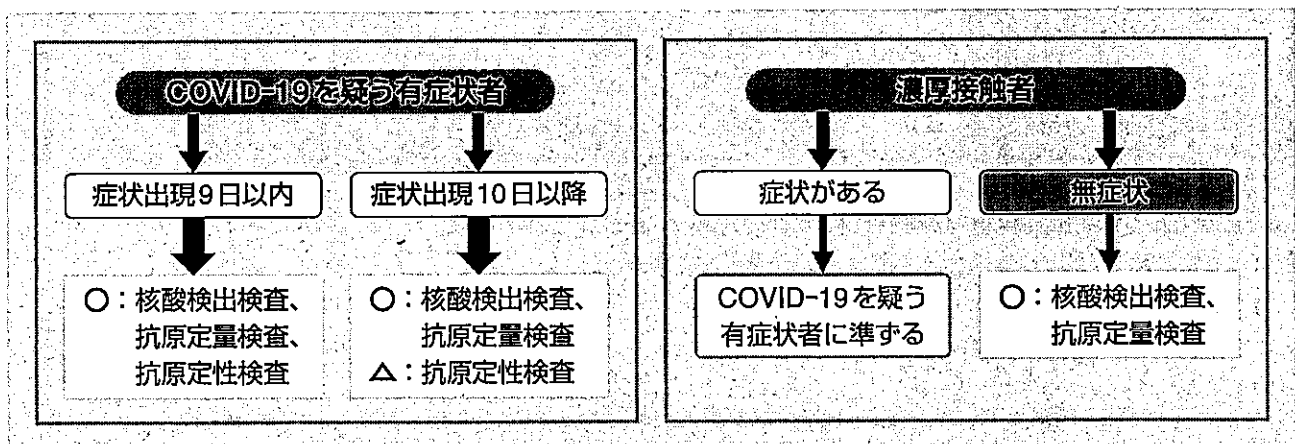 COVID-19を疑う有症状者
症状出現9日以内
症状出現10日以降
○：核酸検出検査、
抗原定量検査、
抗原定性検査
○：核酸検出検査、
抗原定量検査
△：抗原定性検査
濃厚接触者
症状がある
無症状
COVID-19を疑う
有症状者に準ずる
○：核酸検出検査、
抗原定量検査